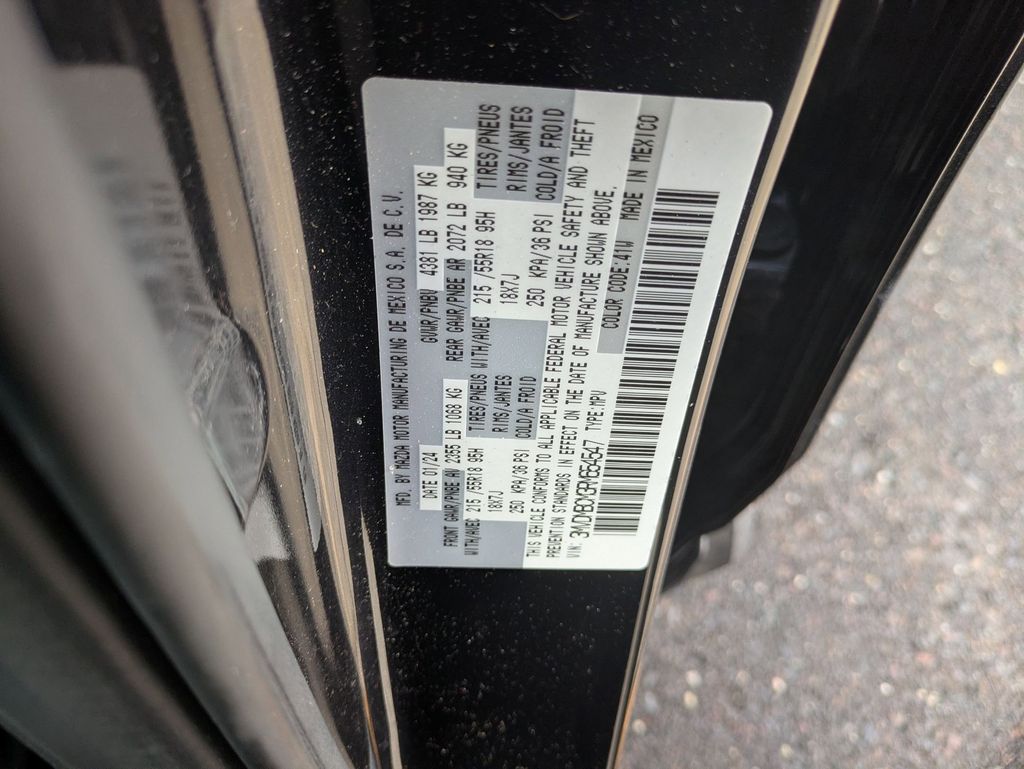 MFD. BY MAZDA MOTOR MANUFACTURING DE MEXICO S.A. DE C.V.
DATE 01/24 GVWR/PNBV 4381 LB 1987 KG
FRONT GAWR/PNBE AV 2355 LB 1068 KG REAR GAWR/PNBE AR 2072 LB 940 KG
WITH/AVEC 215 /55R18 95H TIRES/PNEUS WITH/AVEC 215 /55R18 95H TIRES/PNEUS
18X7J RIMS/JANTES 18X7J RIMS/JANTES
250 KPA/36 PSI COLD/A FROID 250 KPA/36 PSI COLD/A FROID
THIS VEHICLE CONFORMS TO ALL APPLICABLE FEDERAL MOTOR VEHICLE SAFETY AND THEFT
PREVENTION STANDARDS IN EFFECT ON THE DATE OF MANUFACTURE SHOWN ABOVE.
VIN: TYPE:MPV COLOR CODE:41W MADE IN MEXICO